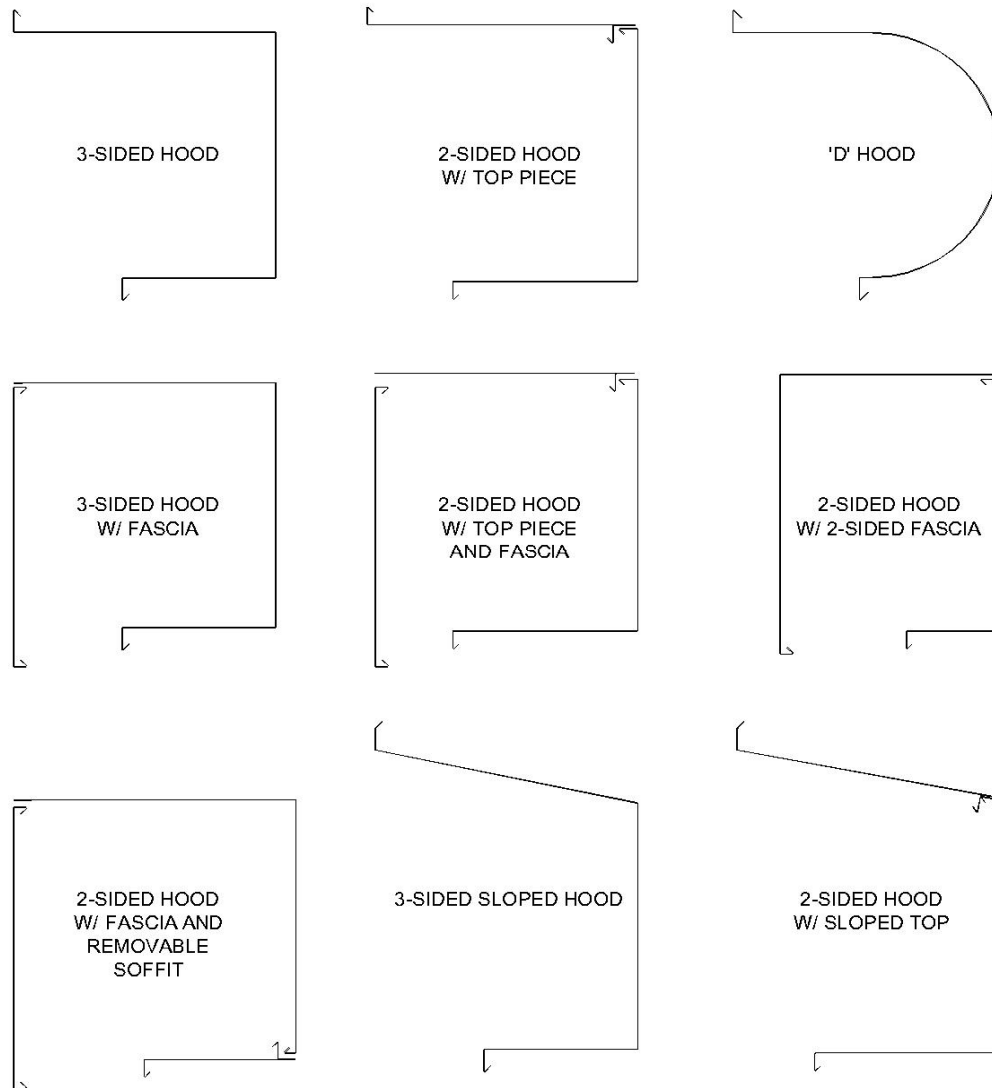 3-SIDED HOOD
2-SIDED HOOD
W/ TOP PIECE
'D' HOOD
3-SIDED HOOD
W/ FASCIA
2-SIDED HOOD
W/ TOP PIECE
AND FASCIA
2-SIDED HOOD
W/ 2-SIDED FASCIA
2-SIDED HOOD
W/ FASCIA AND
REMOVABLE
SOFFIT
3-SIDED SLOPED HOOD
2-SIDED HOOD
W/ SLOPED TOP